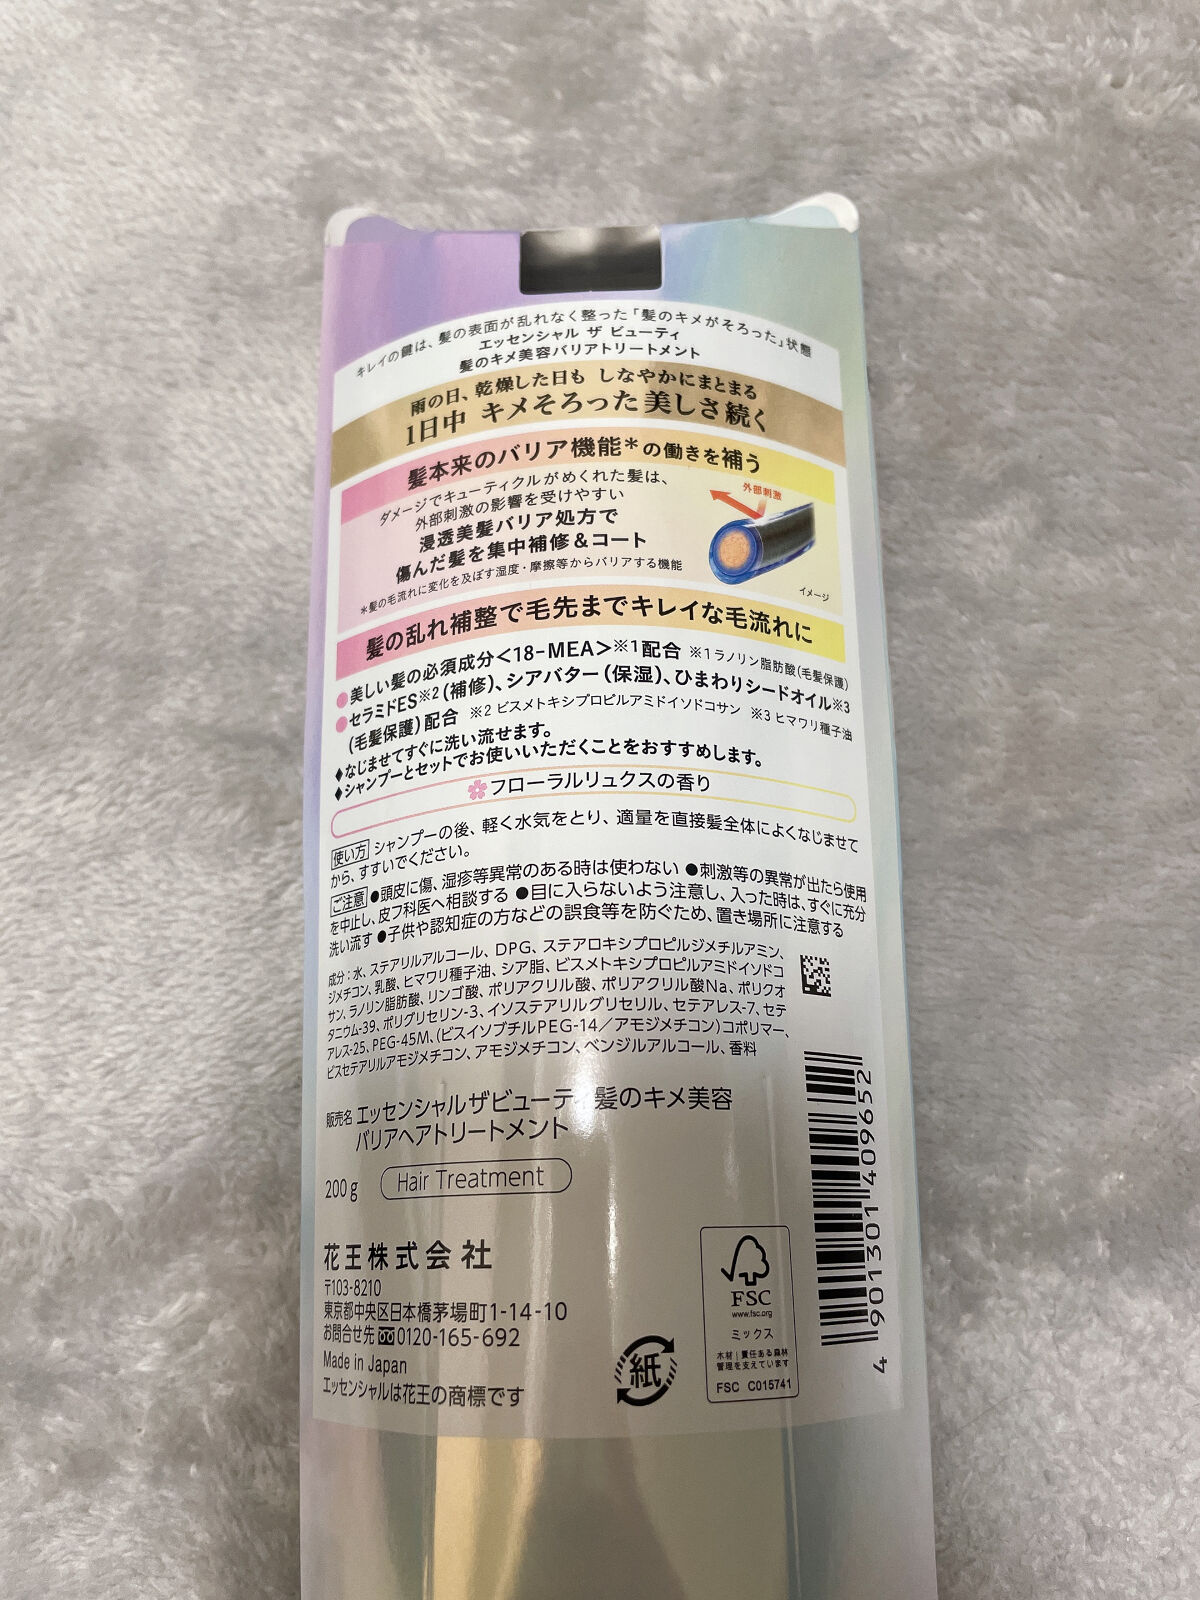 キレイの鍵は、髪の表面が乱れなく整った「髪のキメがそろった」状態
エッセンシャル ザ ビューティ
髪のキメ美容バリアトリートメント
雨の日、乾燥した日も しなやかにまとまる
1日中 キメそろった美しさ続く
髪本来のバリア機能*の働きを補う
ダメージでキューティクルがめくれた髪は、
外部刺激の影響を受けやすい
浸透美髪バリア処方で
傷んだ髪を集中補修&コート
*髪の毛流れに変化を及ぼす湿度・摩擦等からバリアする機能
外部刺激
イメージ
髪の乱れ補整で毛先までキレイな毛流れに
●美しい髪の必須成分<18-MEA>※1配合 ※1 ラノリン脂肪酸(毛髪保護)
●セラミドES※2(補修)、シアバター(保湿)、ひまわりシードオイル※3
(毛髪保護)配合 ※2 ビスメトキシプロピルアミドイソドコサン ※3 ヒマワリ種子油
◆なじませてすぐに洗い流せます。
◆シャンプーとセットでお使いいただくことをおすすめします。
フローラルリュクスの香り
使い方 シャンプーの後、軽く水気をとり、適量を直接髪全体によくなじませて
から、すすいでください。
ご注意 ●頭皮に傷、湿疹等異常のある時は使わない ●刺激等の異常が出たら使用
を中止し、皮フ科医へ相談する ●目に入らないよう注意し、入った時は、すぐに充分
洗い流す ●子供や認知症の方などの誤食等を防ぐため、置き場所に注意する
成分：水、ステアリルアルコール、DPG、ステアロキシプロピルジメチルアミン、
ジメチコン、乳酸、ヒマワリ種子油、シア脂、ビスメトキシプロピルアミドイソドコ
サン、ラノリン脂肪酸、リンゴ酸、ポリアクリル酸、ポリアクリル酸Na、ポリクオ
タニウム-39、ポリグリセリン-3、イソステアリルグリセリル、セテアレス-7、セテ
アレス-25、PEG-45M、(ビスイソブチルPEG-14／アモジメチコン)コポリマー、
ビスセテアリルアモジメチコン、アモジメチコン、ベンジルアルコール、香料
販売名 エッセンシャルザビューティ髪のキメ美容
バリアヘアトリートメント
200g Hair Treatment
花王株式会社
〒103-8210
東京都中央区日本橋茅場町1-14-10
お問合せ先 0120-165-692
Made in Japan
エッセンシャルは花王の商標です
紙
FSC
www.fsc.org
ミックス
木材｜責任ある森林
管理を支えています
FSC C015741
4 901301 409652